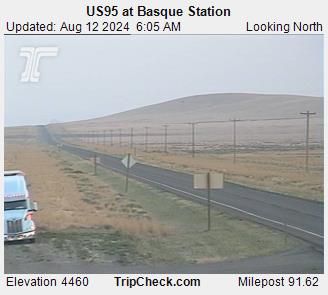 US95 at Basque Station
Updated: Aug 12 2024 6:05 AM Looking North
Elevation 4460 TripCheck.com Milepost 91.62